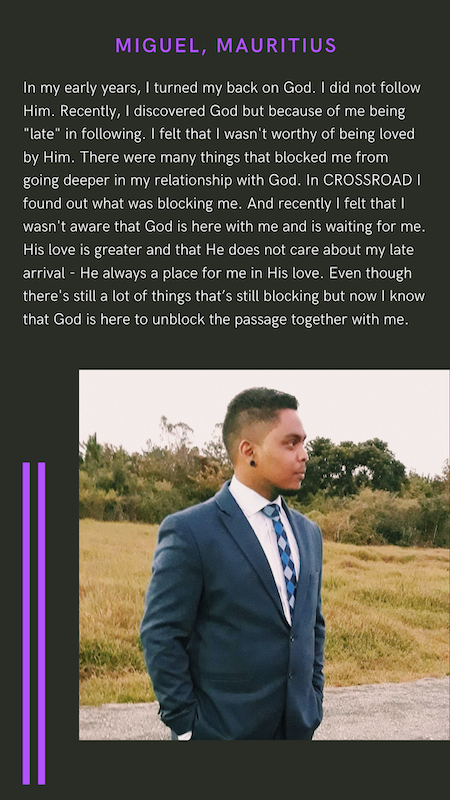 MIGUEL, MAURITIUS
In my early years, I turned my back on God. I did not follow
Him. Recently, I discovered God but because of me being
"late" in following. I felt that I wasn't worthy of being loved
by Him. There were many things that blocked me from
going deeper in my relationship with God. In CROSSROAD I
found out what was blocking me. And recently I felt that I
wasn't aware that God is here with me and is waiting for me.
His love is greater and that He does not care about my late
arrival - He always a place for me in His love. Even though
there's still a lot of things that’s still blocking but now I know
that God is here to unblock the passage together with me.